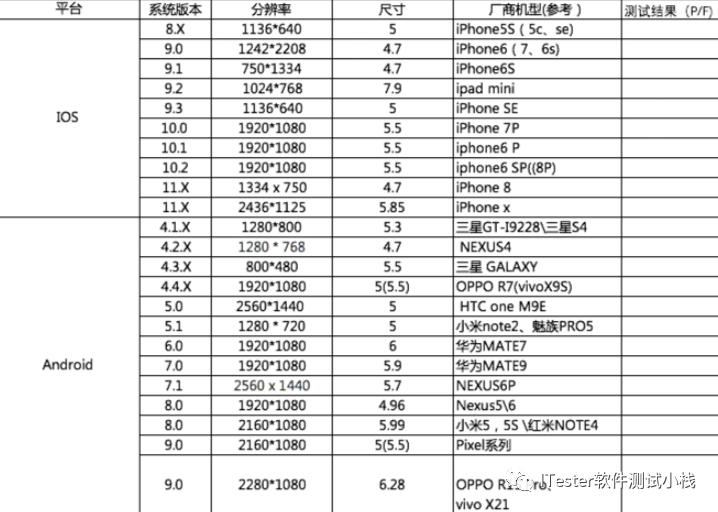 平台 系统版本 分辨率 尺寸 厂商机型(参考) 测试结果(P/F)
IOS
8.X 1136*640 5 iPhone5S(5c、se)
9.0 1242*2208 4.7 iPhone6(7、6s)
9.1 750*1334 4.7 iPhone6S
9.2 1024*768 7.9 ipad mini
9.3 1136*640 5 iPhone SE
10.0 1920*1080 5.5 iPhone 7P
10.1 1920*1080 5.5 iphone6 P
10.2 1920*1080 5.5 iphone6 SP((8P)
11.X 1334 x 750 4.7 iPhone 8
11.X 2436*1125 5.85 iPhone x
Android
4.1.X 1280*800 5.3 三星GT-I9228\三星S4
4.2.X 1280 * 768 4.7 NEXUS4
4.3.X 800*480 5.5 三星 GALAXY
4.4.X 1920*1080 5(5.5) OPPO R7(vivoX9S)
5.0 2560*1440 5 HTC one M9E
5.1 1280 * 720 5 小米note2、魅族PRO5
6.0 1920*1080 6 华为MATE7
7.0 1920*1080 5.9 华为MATE9
7.1 2560 x 1440 5.7 NEXUS6P
8.0 1920*1080 4.96 Nexus5\6
8.0 2160*1080 5.99 小米5,5S \红米NOTE4
9.0 2160*1080 5(5.5) Pixel系列
9.0 2280*1080 6.28 OPPO
vivo X21
ITester软件测试小栈